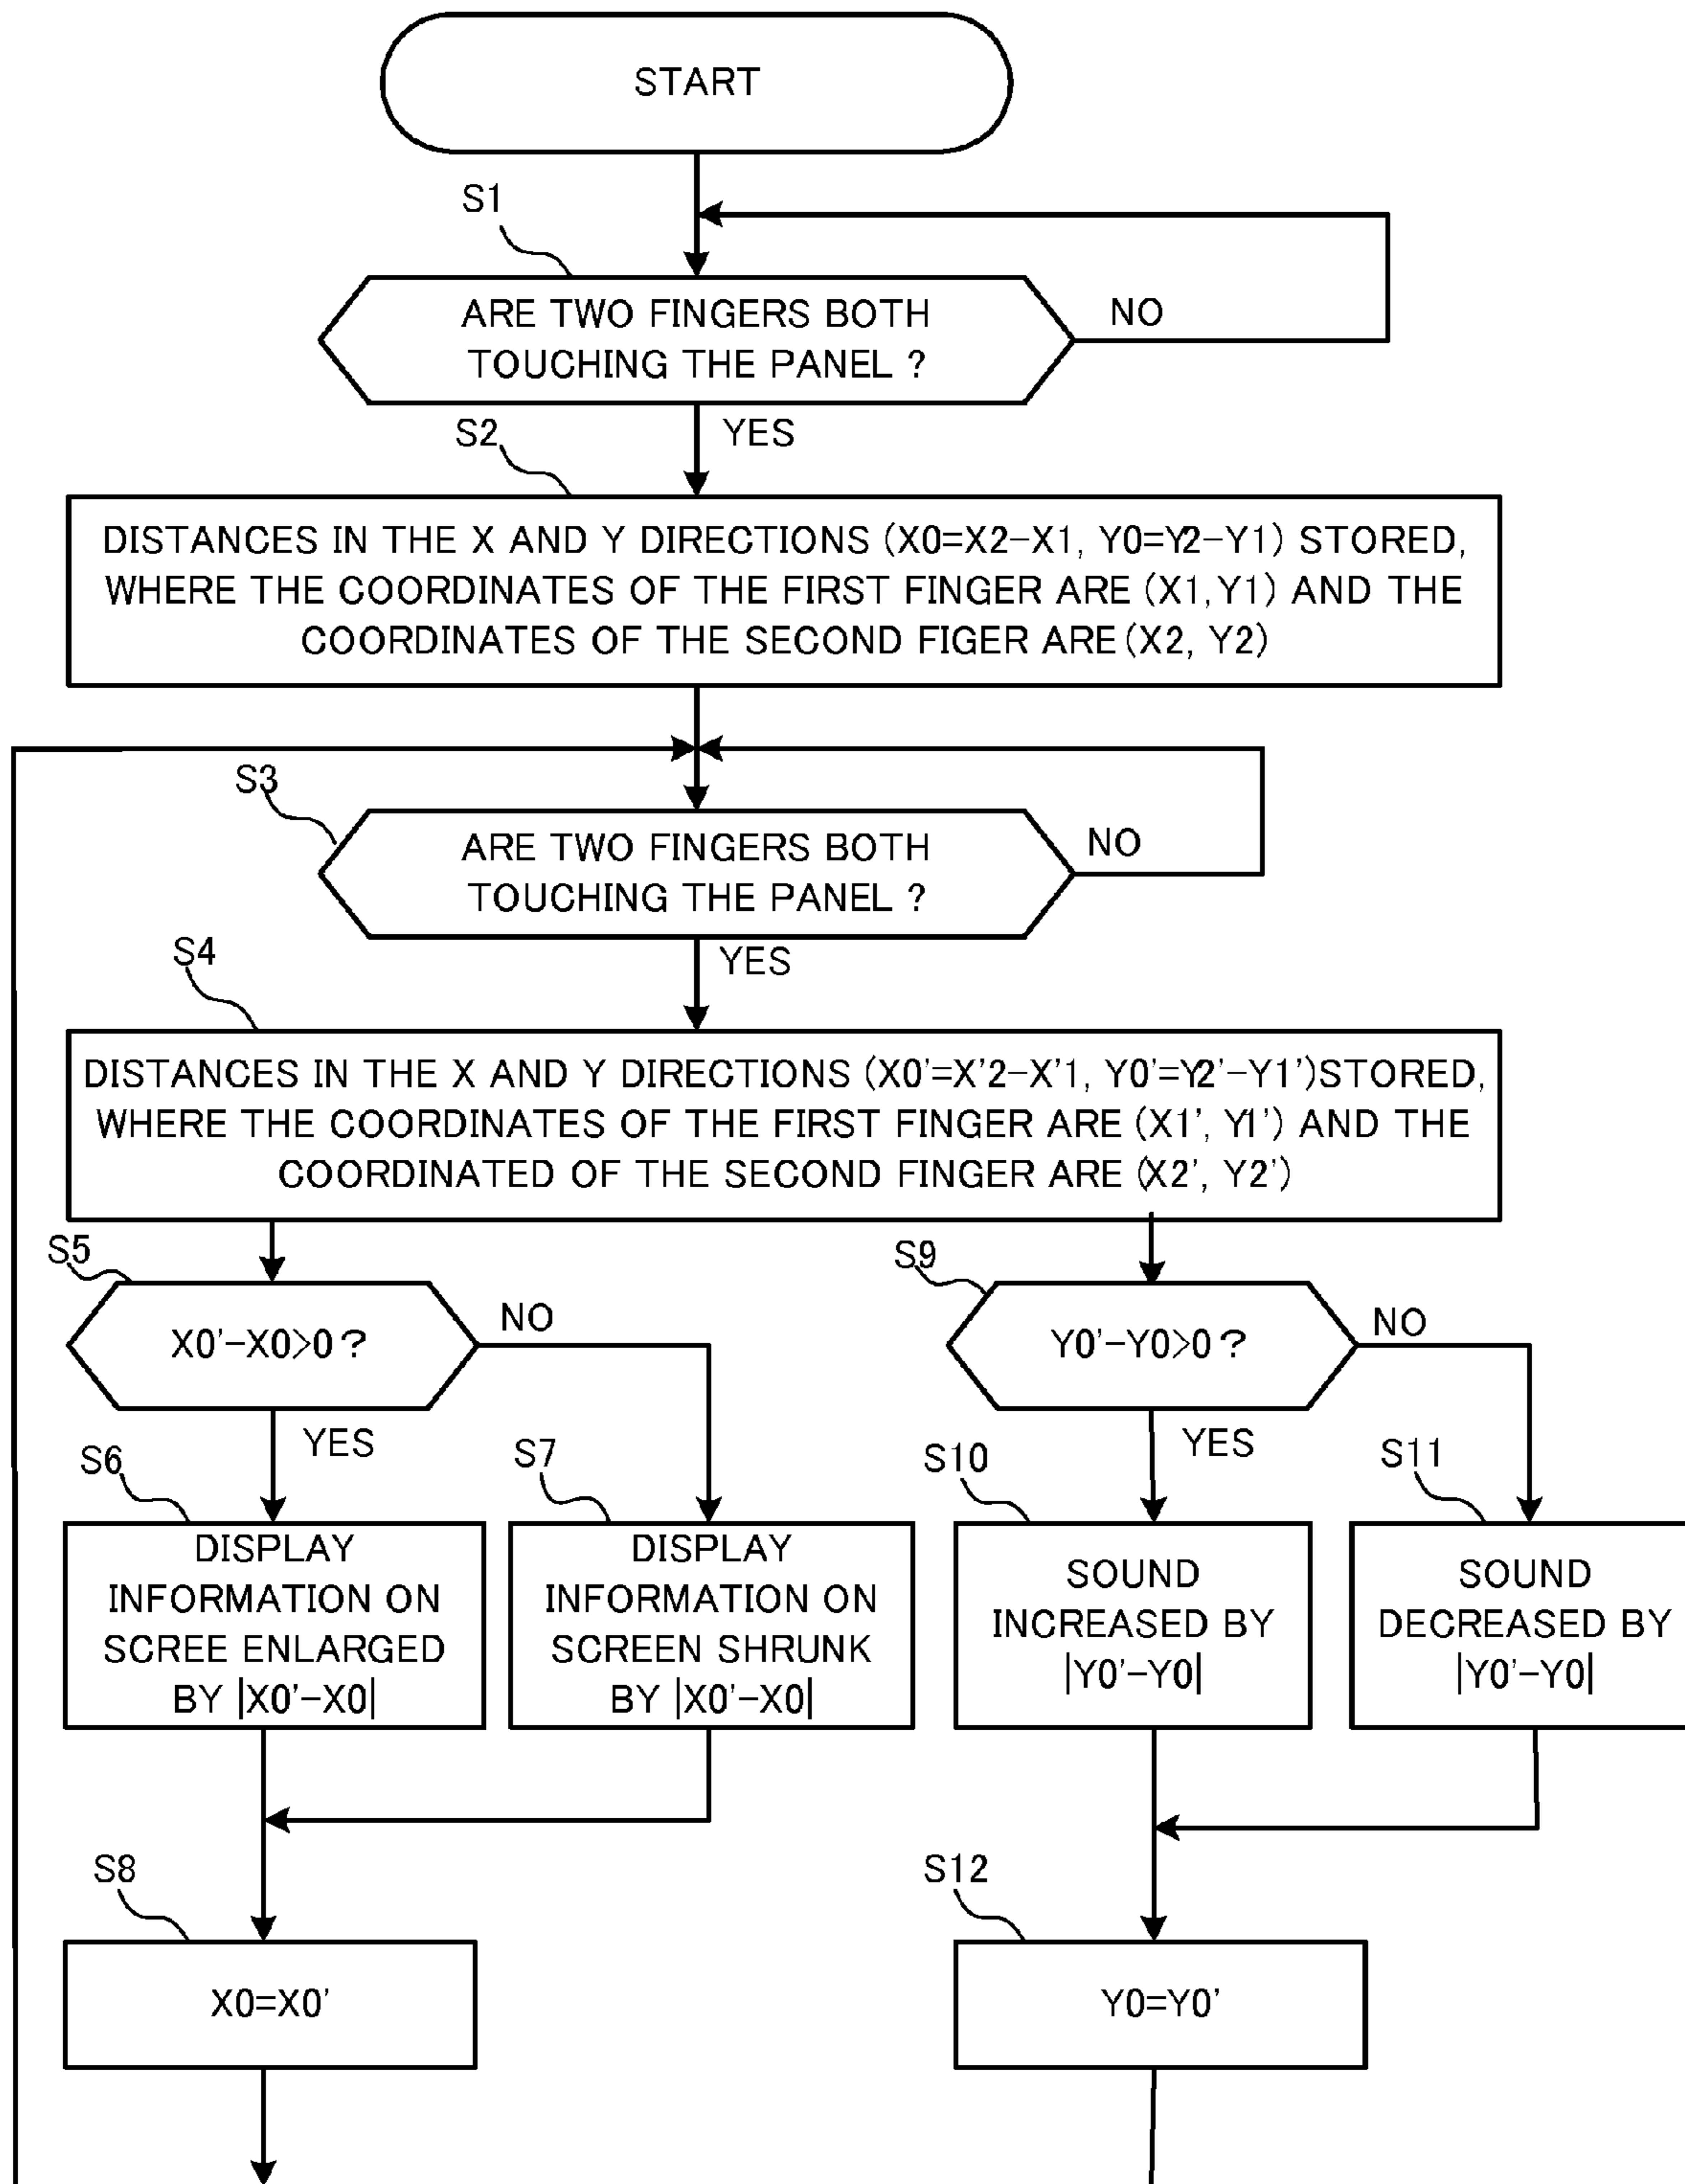 START
S1
ARE TWO FINGERS BOTH
TOUCHING THE PANEL ?
NO
YES
S2
DISTANCES IN THE X AND Y DIRECTIONS (X0=X2-X1, Y0=Y2-Y1) STORED,
WHERE THE COORDINATES OF THE FIRST FINGER ARE (X1,Y1) AND THE
COORDINATES OF THE SECOND FIGER ARE (X2, Y2)
S3
ARE TWO FINGERS BOTH
TOUCHING THE PANEL ?
NO
YES
S4
DISTANCES IN THE X AND Y DIRECTIONS (X0'=X'2-X'1, Y0'=Y2'-Y1')STORED,
WHERE THE COORDINATES OF THE FIRST FINGER ARE (X1', Y1') AND THE
COORDINATED OF THE SECOND FINGER ARE (X2', Y2')
S5
X0'-X0>0 ?
NO
YES
S9
Y0'-Y0>0 ?
NO
YES
S6
DISPLAY
INFORMATION ON
SCREE ENLARGED
BY |X0'-X0|
S7
DISPLAY
INFORMATION ON
SCREEN SHRUNK
BY |X0'-X0|
S10
SOUND
INCREASED BY
|Y0'-Y0|
S11
SOUND
DECREASED BY
|Y0'-Y0|
S8
X0=X0'
S12
Y0=Y0'